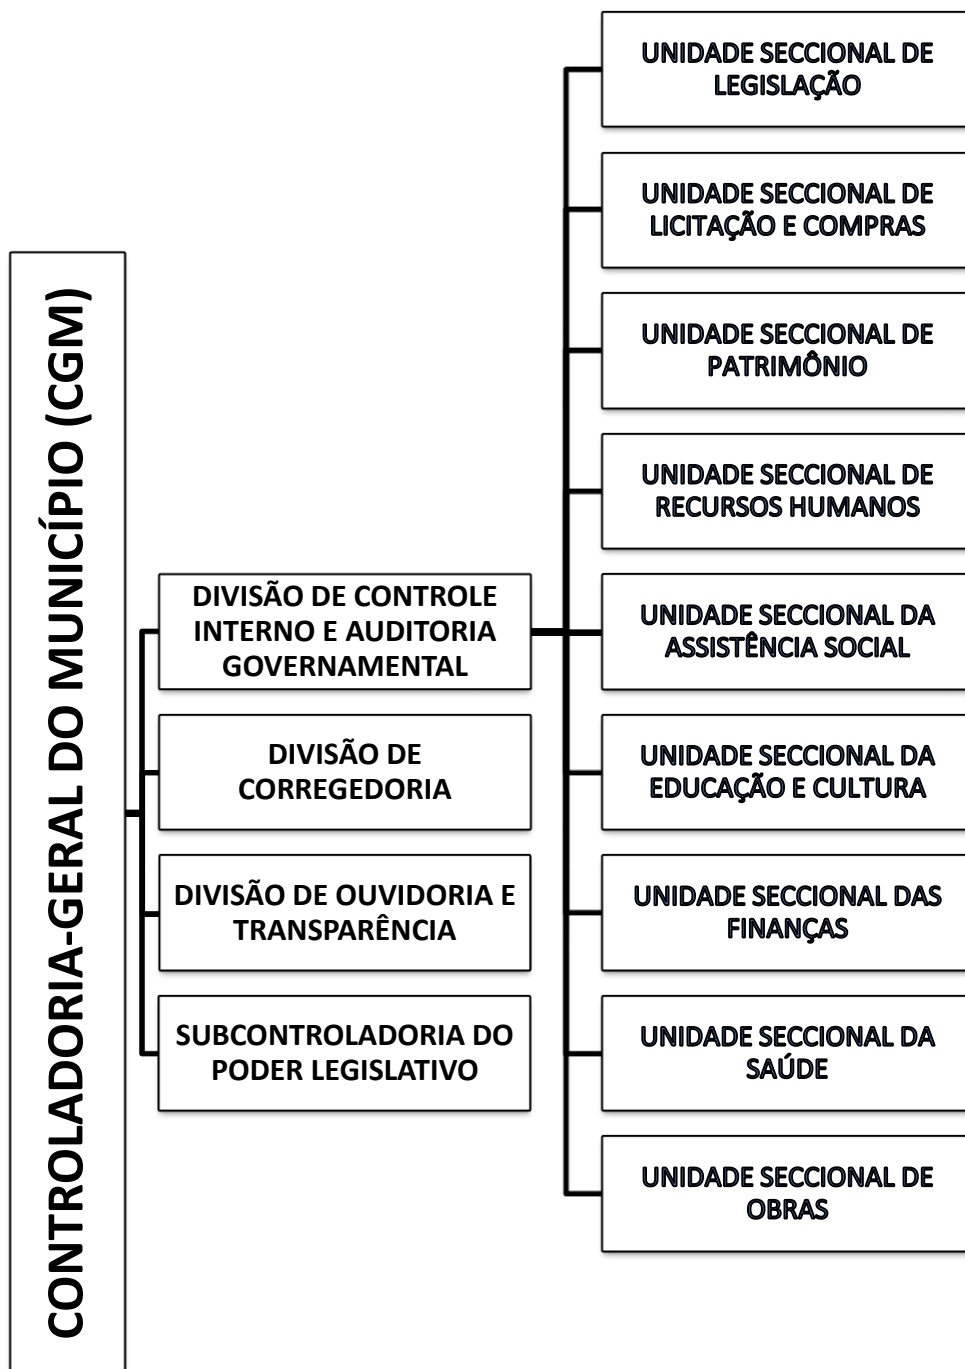 CONTROLADORIA-GERAL DO MUNICÍPIO (CGM)
DIVISÃO DE CONTROLE
INTERNO E AUDITORIA
GOVERNAMENTAL
DIVISÃO DE
CORREGEDORIA
DIVISÃO DE OUVIDORIA E
TRANSPARÊNCIA
SUBCONTROLADORIA DO
PODER LEGISLATIVO
UNIDADE SECCIONAL DE
LEGISLAÇÃO
UNIDADE SECCIONAL DE
LICITAÇÃO E COMPRAS
UNIDADE SECCIONAL DE
PATRIMÔNIO
UNIDADE SECCIONAL DE
RECURSOS HUMANOS
UNIDADE SECCIONAL DA
ASSISTÊNCIA SOCIAL
UNIDADE SECCIONAL DA
EDUCAÇÃO E CULTURA
UNIDADE SECCIONAL DAS
FINANÇAS
UNIDADE SECCIONAL DA
SAÚDE
UNIDADE SECCIONAL DE
OBRAS